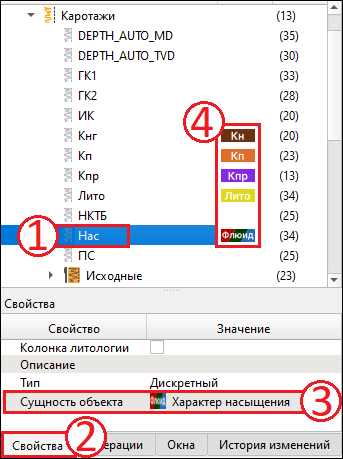 Каротажи (13)
DEPTH_AUTO_MD (35)
DEPTH_AUTO_TVD (30)
ГК1 (33)
ГК2 (28)
4
ИК (20)
Кнг Кн (20)
Кп Кп (23)
Кпр Кпр (13)
Лито Лито (34)
НКТБ (25)
1
Нас Флюид (34)
ПС (25)
Исходные (23)
Свойства
Свойство Значение
Колонка литологии
Описание
Тип Дискретный
Сущность объекта Характер насыщения
3
2
Свойства ерации Окна История изменений